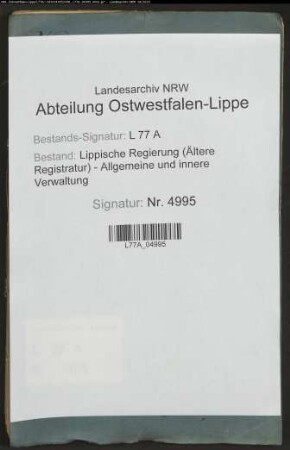 Landesarchiv NRW
Abteilung Ostwestfalen-Lippe
Bestands-Signatur: L 77 A
Bestand: Lippische Regierung (Ältere
Registratur) - Allgemeine und innere
Verwaltung
Signatur: Nr. 4995
L77A_04995